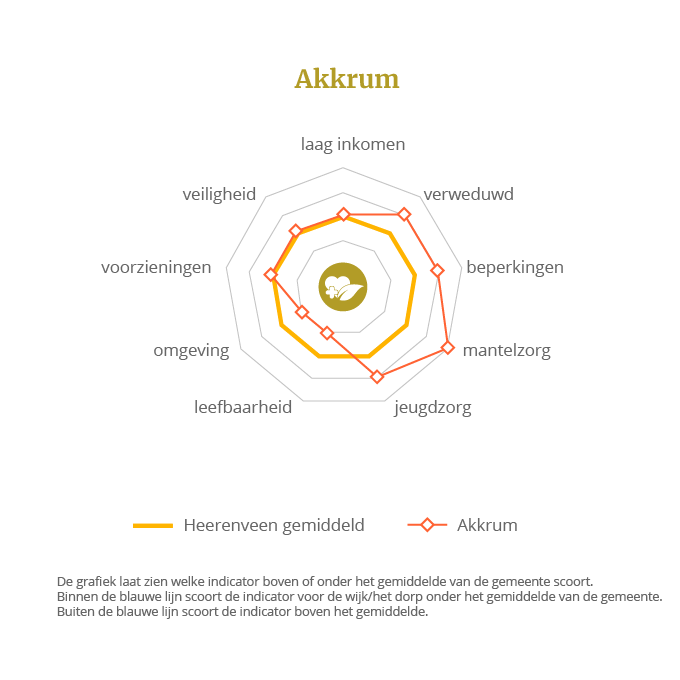 Akkrum
laag inkomen
veiligheid
verweduwd
voorzieningen
beperkingen
omgeving
mantelzorg
leefbaarheid
jeugdzorg
Heerenveen gemiddeld
Akkrum
De grafiek laat zien welke indicator boven of onder het gemiddelde van de gemeente scoort.
Binnen de blauwe lijn scoort de indicator voor de wijk/het dorp onder het gemiddelde van de gemeente.
Buiten de blauwe lijn scoort de indicator boven het gemiddelde.